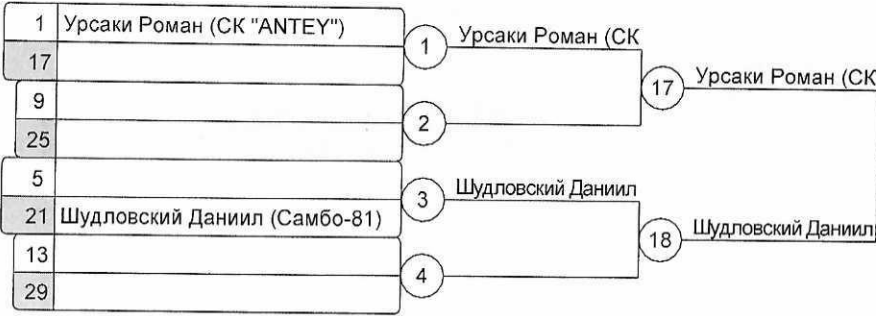 1 Урсаки Роман (СК "ANTEY")
17
1 Урсаки Роман (СК
17 Урсаки Роман (СК
9
25
2
5
21 Шудловский Даниил (Самбо-81)
3 Шудловский Даниил
18 Шудловский Даниил
13
29
4